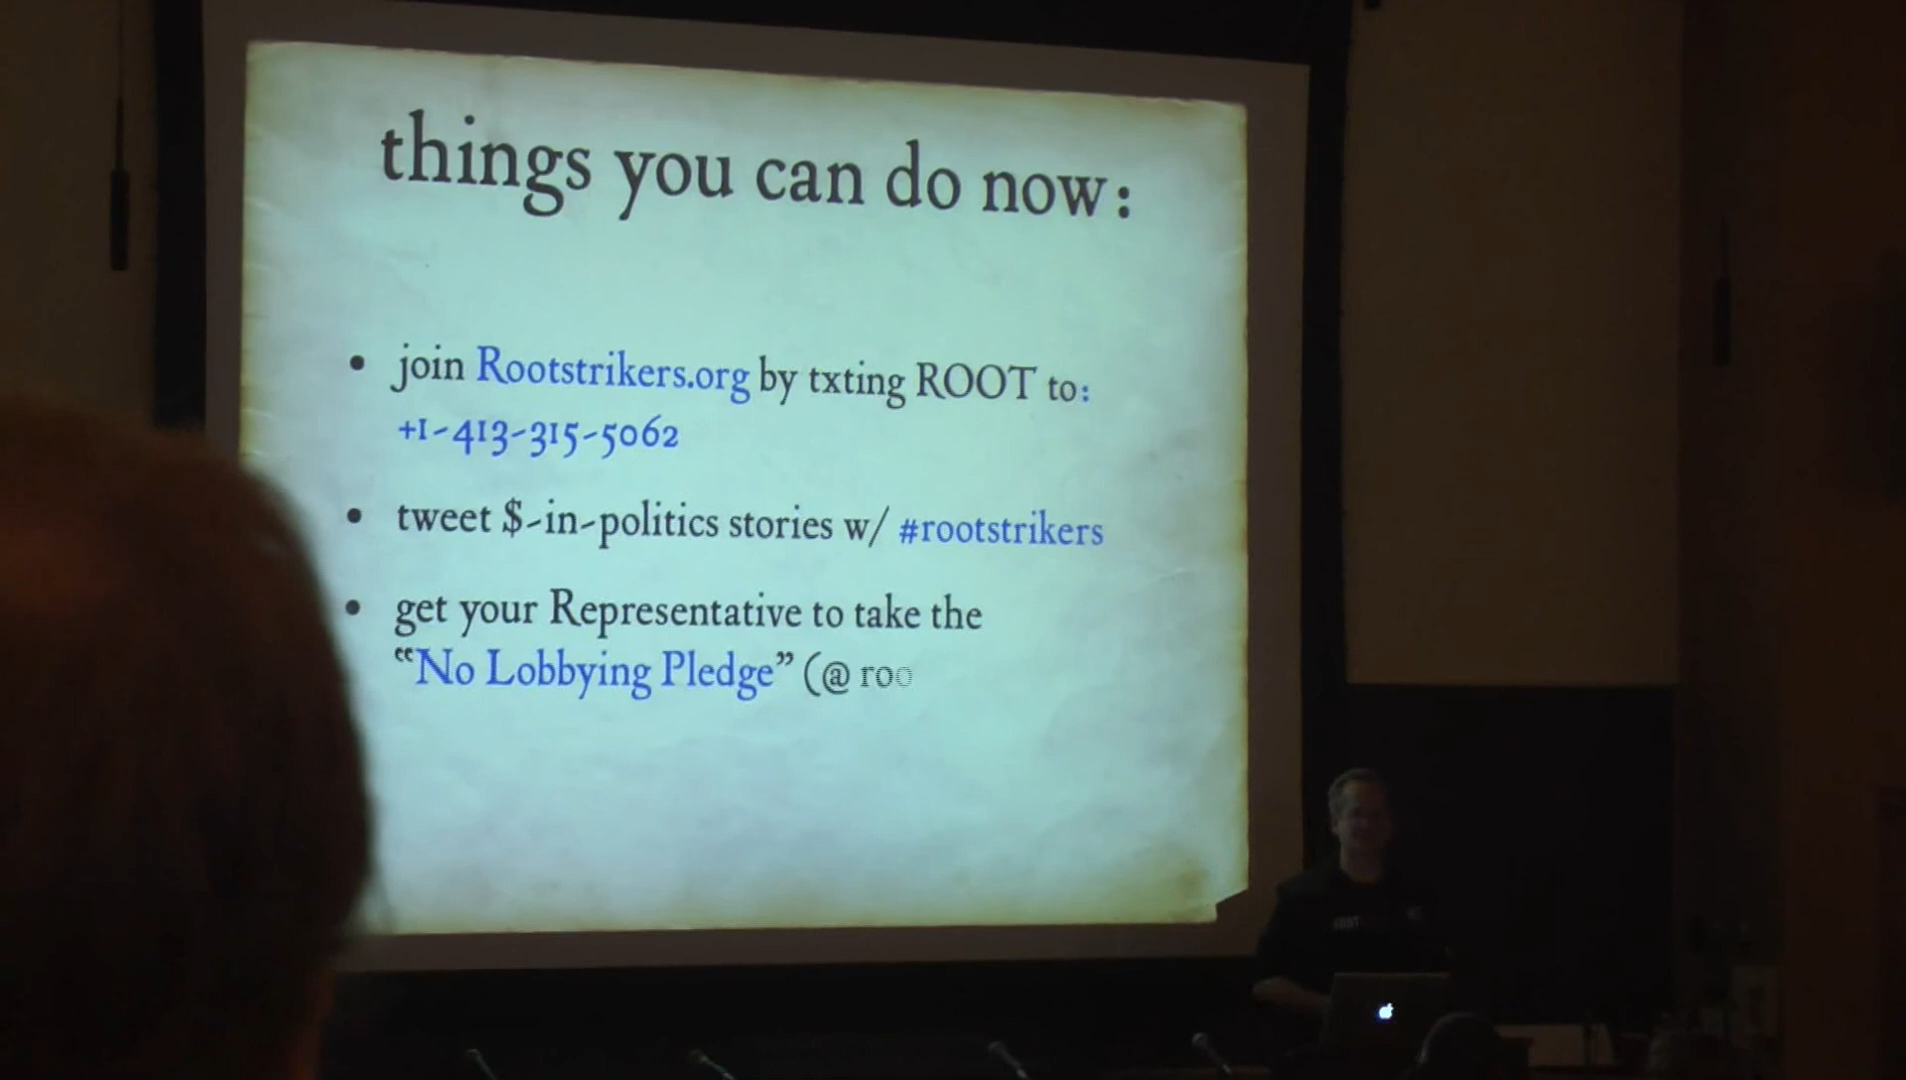 things you can do now:
• join Rootstrikers.org by txting ROOT to:
+1-413-315-5062
• tweet $-in-politics stories w/ #rootstrikers
• get your Representative to take the
“No Lobbying Pledge” (@ roo